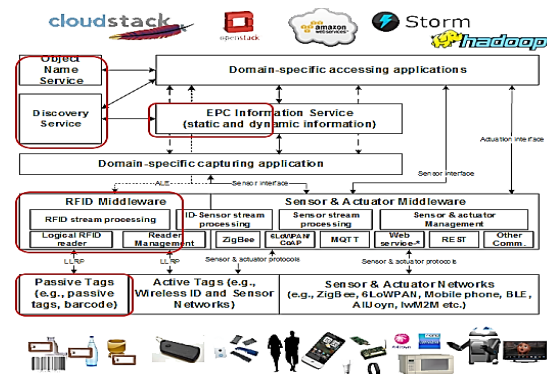 cloudstack
openstack
amazon
web services
Storm
hadoop
Object
Name
Service
Domain-specific accessing applications
Discovery
Service
EPC Information Service
(static and dynamic information)
Actuation interface
Domain-specific capturing application
Sensor interface
ALE
Sensor interface
RFID Middleware
Sensor & Actuator Middleware
RFID stream processing
ID-Sensor stream
processing
Sensor stream
processing
Sensor & actuator
Management
Logical RFID
reader
Reader
Management
ZigBee
6LoWPAN/
CoAP
MQTT
Web
service-*
REST
Other
Comm.
LLRP
LLRP
Sensor & actuator protocols
Sensor & actuator protocols
Passive Tags
(e.g., passive
tags, barcode)
Active Tags (e.g.,
Wireless ID and Sensor
Networks)
Sensor & Actuator Networks
(e.g., ZigBee, 6LoWPAN, Mobile phone, BLE,
AllJoyn, lwM2M etc.)